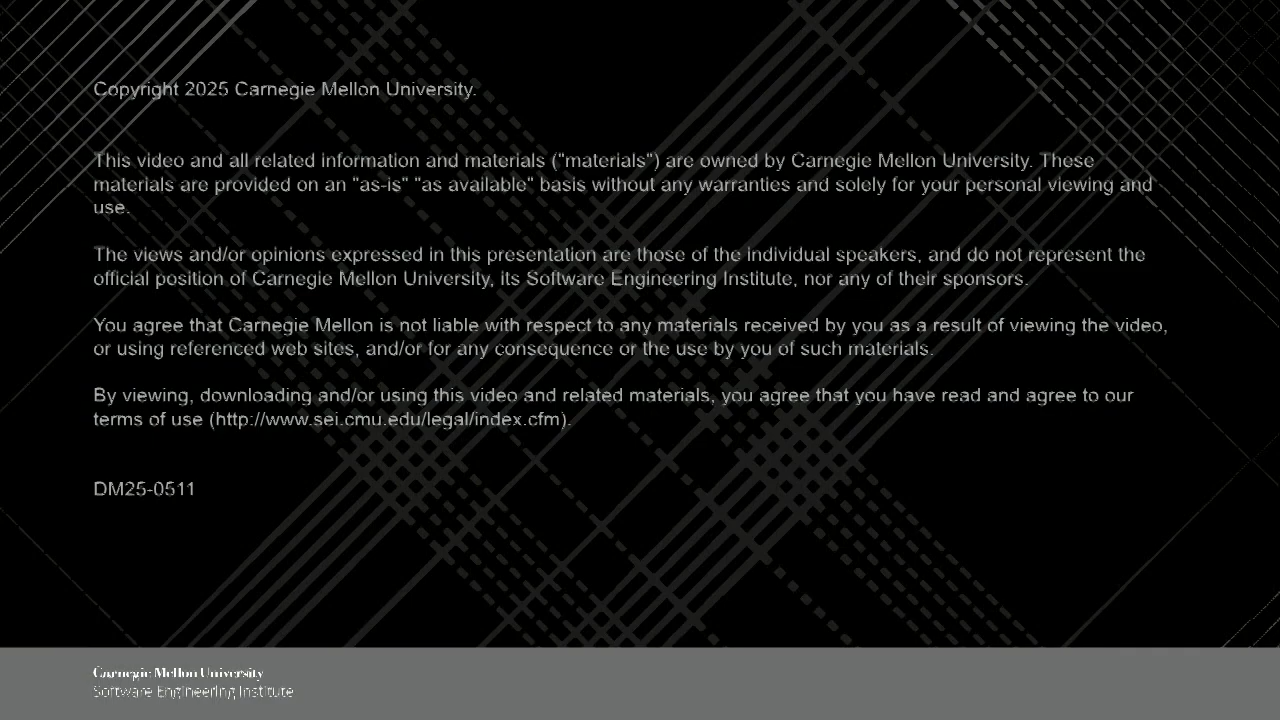 Copyright 2025 Carnegie Mellon University.
This video and all related information and materials ("materials") are owned by Carnegie Mellon University. These
materials are provided on an "as-is" "as available" basis without any warranties and solely for your personal viewing and
use.
The views and/or opinions expressed in this presentation are those of the individual speakers, and do not represent the
official position of Carnegie Mellon University, its Software Engineering Institute, nor any of their sponsors.
You agree that Carnegie Mellon is not liable with respect to any materials received by you as a result of viewing the video,
or using referenced web sites, and/or for any consequence or the use by you of such materials.
By viewing, downloading and/or using this video and related materials, you agree that you have read and agree to our
terms of use (http://www.sei.cmu.edu/legal/index.cfm).
DM25-0511
Carnegie Mellon University
Software Engineering Institute